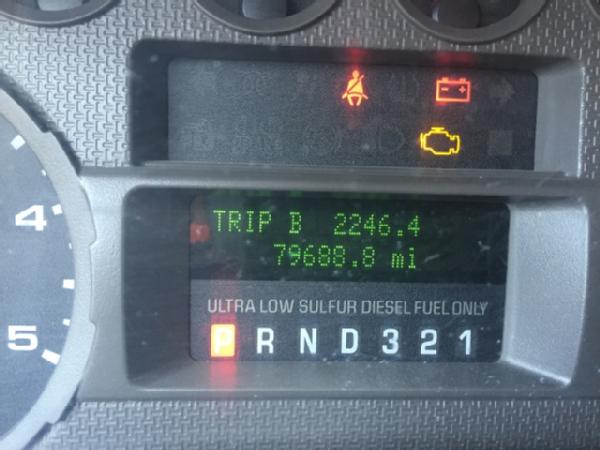 4
5
TRIP B 2246.4
79688.8 mi
ULTRA LOW SULFUR DIESEL FUEL ONLY
P R N D 3 2 1